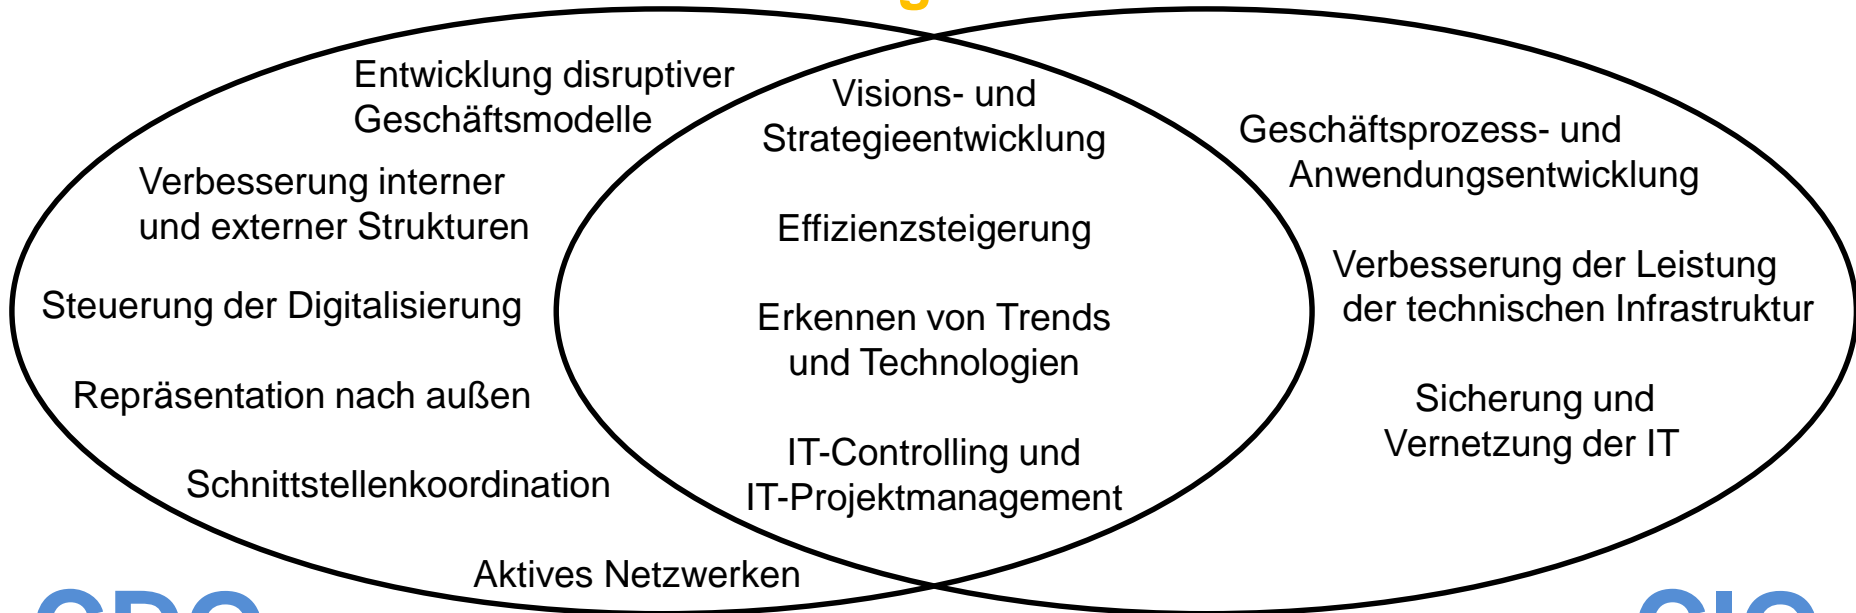 Entwicklung disruptiver
Geschäftsmodelle
Verbesserung interner
und externer Strukturen
Steuerung der Digitalisierung
Repräsentation nach außen
Schnittstellenkoordination
Aktives Netzwerken
Visions- und
Strategieentwicklung
Effizienzsteigerung
Erkennen von Trends
und Technologien
IT-Controlling und
IT-Projektmanagement
Geschäftsprozess- und
Anwendungsentwicklung
Verbesserung der Leistung
der technischen Infrastruktur
Sicherung und
Vernetzung der IT
CDO
CIO